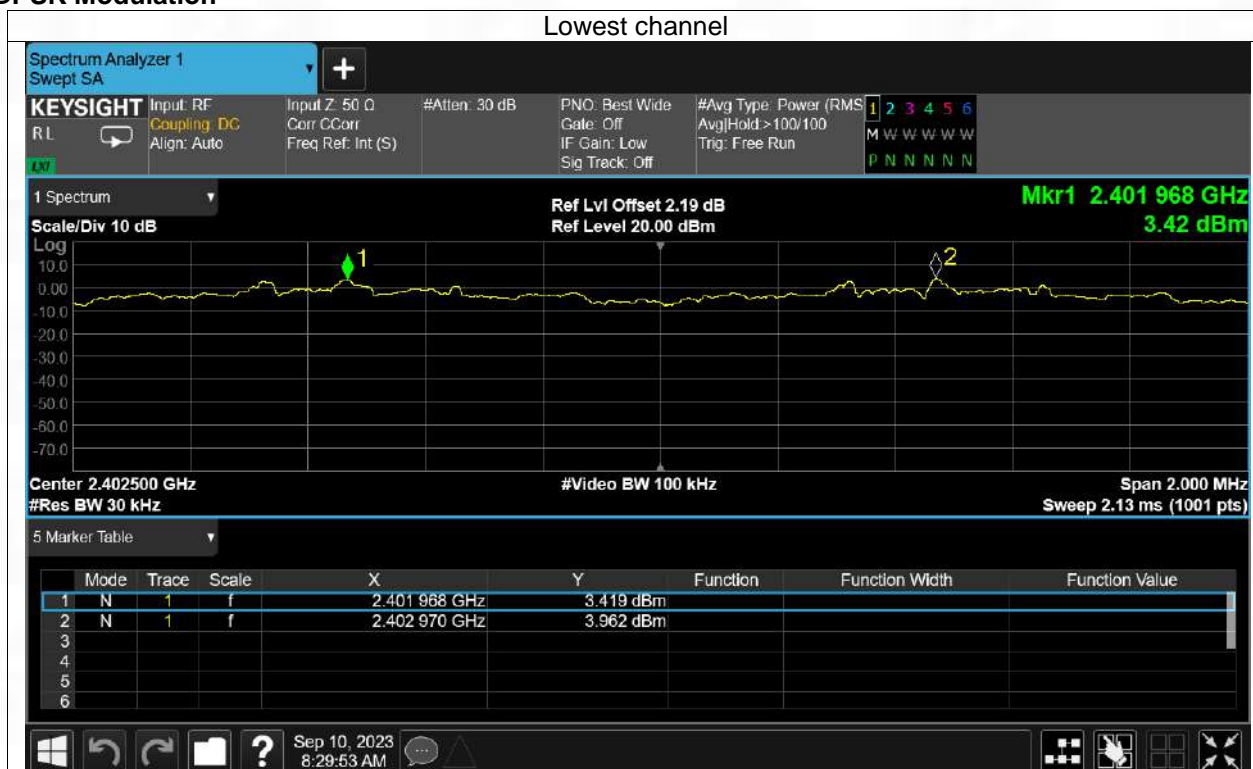 DPSK Modulation
Lowest channel
Spectrum Analyzer 1
Swept SA
+
KEYSIGHT
RL
LXI
Input: RF
Coupling: DC
Align: Auto
Input Z: 50 Ω
Corr CCorr
Freq Ref: Int (S)
#Atten: 30 dB
PNO: Best Wide
Gate: Off
IF Gain: Low
Sig Track: Off
#Avg Type: Power (RMS
Avg|Hold:>100/100
Trig: Free Run
1 2 3 4 5 6
M W W W W W
P N N N N N
1 Spectrum
Scale/Div 10 dB
Ref Lvl Offset 2.19 dB
Ref Level 20.00 dBm
Mkr1 2.401 968 GHz
3.42 dBm
Log
10.0
0.00
-10.0
-20.0
-30.0
-40.0
-50.0
-60.0
-70.0
1
2
Center 2.402500 GHz
#Res BW 30 kHz
#Video BW 100 kHz
Span 2.000 MHz
Sweep 2.13 ms (1001 pts)
5 Marker Table
Mode Trace Scale X Y Function Function Width Function Value
1 N 1 f 2.401 968 GHz 3.419 dBm
2 N 1 f 2.402 970 GHz 3.962 dBm
3
4
5
6
?
Sep 10, 2023
8:29:53 AM